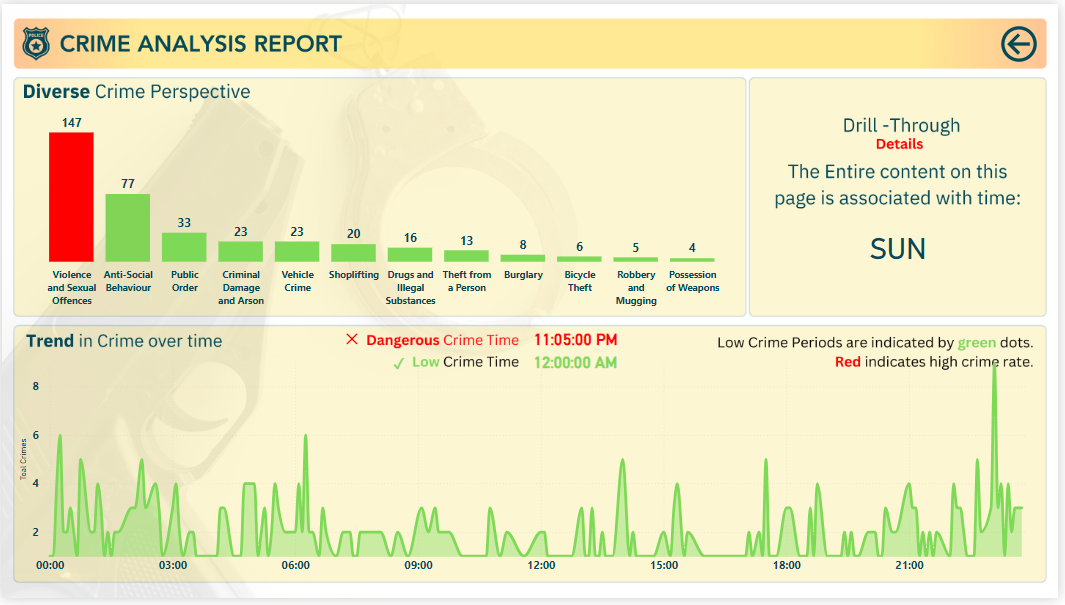 POLICE
CRIME ANALYSIS REPORT
Diverse Crime Perspective
147
77
33
23
23
20
16
13
8
6
5
4
Violence
and Sexual
Offences
Anti-Social
Behaviour
Public
Order
Criminal
Damage
and Arson
Vehicle
Crime
Shoplifting
Drugs and
Illegal
Substances
Theft from
a Person
Burglary
Bicycle
Theft
Robbery
and
Mugging
Possession
of Weapons
Drill -Through
Details
The Entire content on this
page is associated with time:
SUN
Trend in Crime over time
Dangerous Crime Time 11:05:00 PM
Low Crime Time 12:00:00 AM
Low Crime Periods are indicated by green dots.
Red indicates high crime rate.
Toal Crimes
8
6
4
2
00:00 03:00 06:00 09:00 12:00 15:00 18:00 21:00